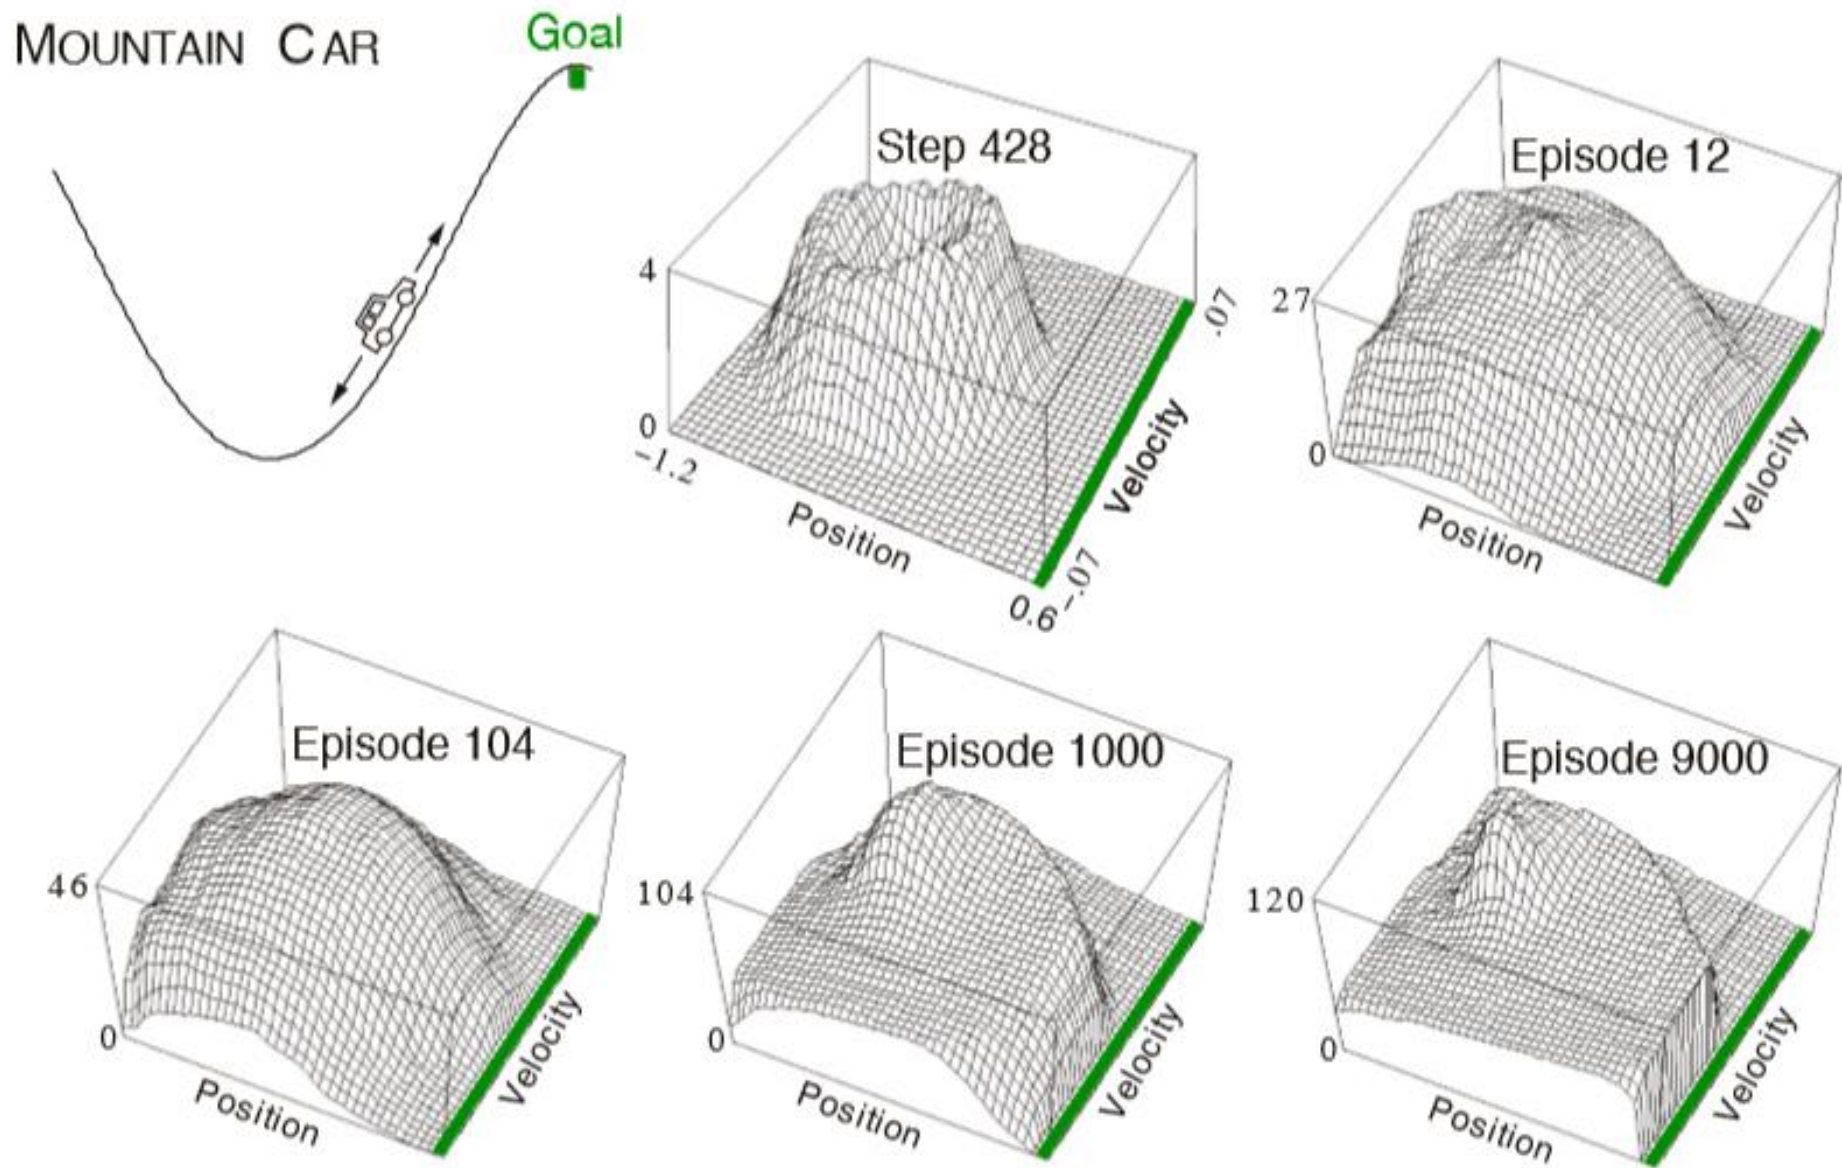 MOUNTAIN CAR
Goal
Step 428
4
0
-1.2
Position
0.6
-.07
Velocity
.07
Episode 12
27
0
Position
Velocity
Episode 104
46
0
Position
Velocity
Episode 1000
104
0
Position
Velocity
Episode 9000
120
0
Position
Velocity